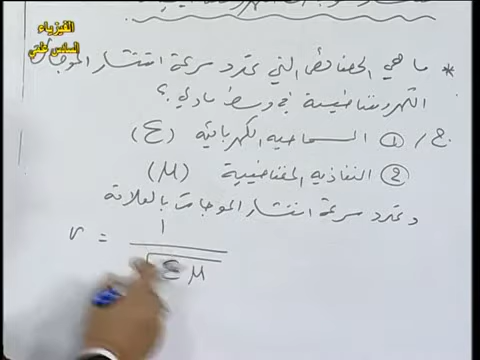 الفيزياء
السادس علمي
* ما هي الخصائص التي تحدد سرعة انتشار الموجات
الكهرومغناطيسية في وسط مادي ؟
ج / ① السماحية الكهربائية (ε)
② النفاذية المغناطيسية (μ)
وتحدد سرعة انتشار الموجات بالعلاقة
v = 1 / √εμ